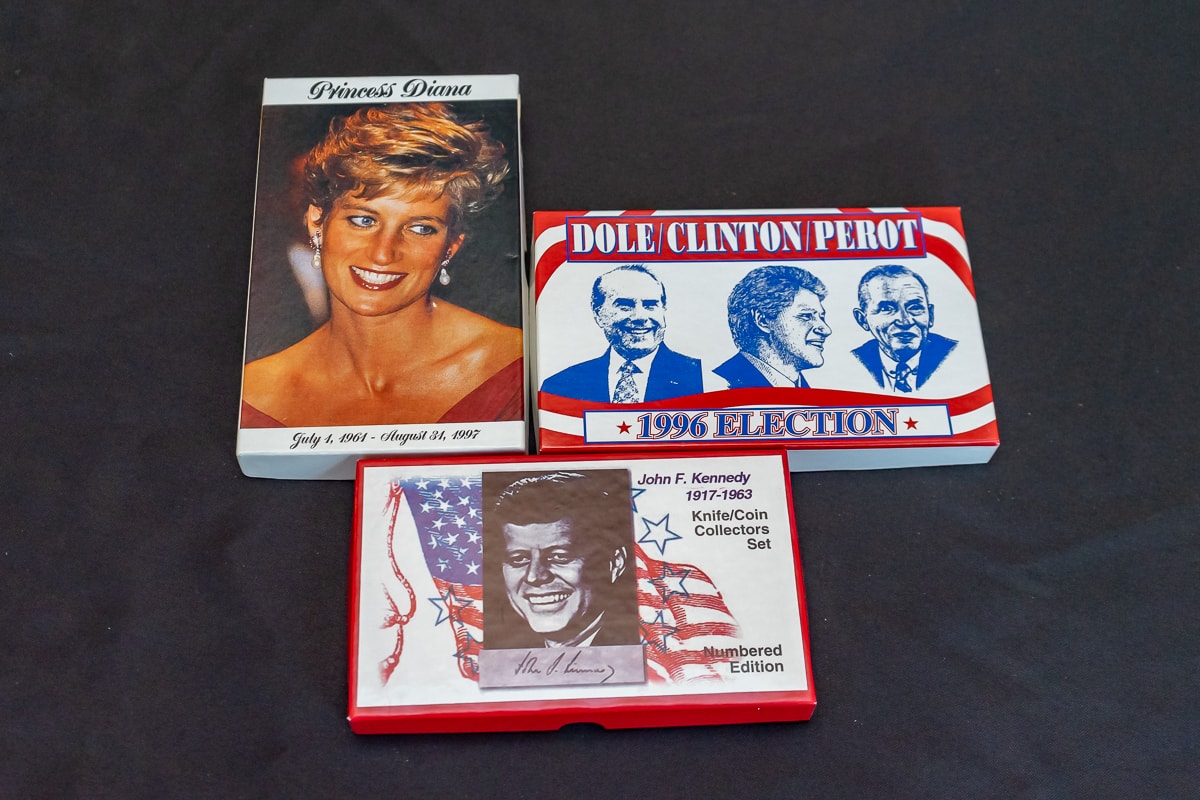 Princess Diana
July 1, 1961 - August 31, 1997
DOLE/CLINTON/PEROT
★ 1996 ELECTION ★
John F. Kennedy
1917-1963
Knife/Coin
Collectors
Set
Numbered
Edition